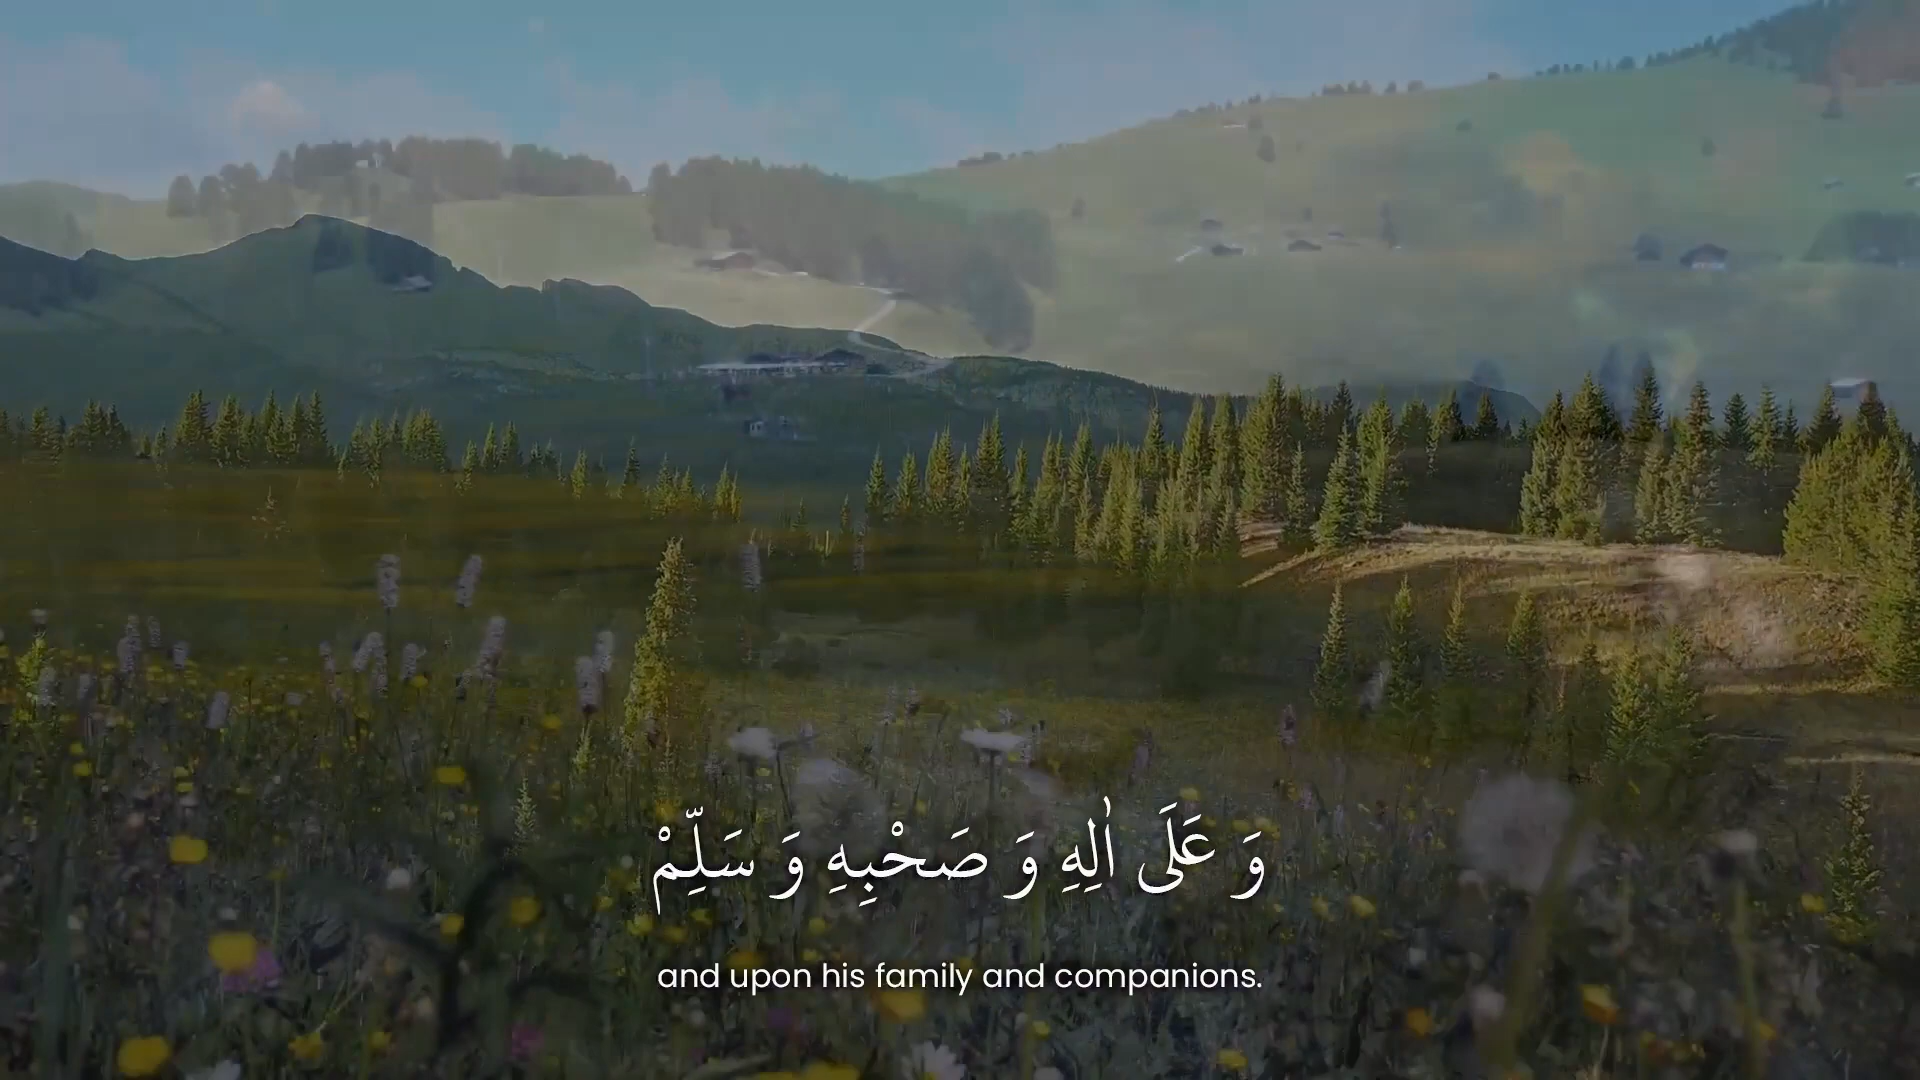 وَ عَلَى اٰلِهِ وَ صَحْبِهِ وَ سَلِّمْ
and upon his family and companions.